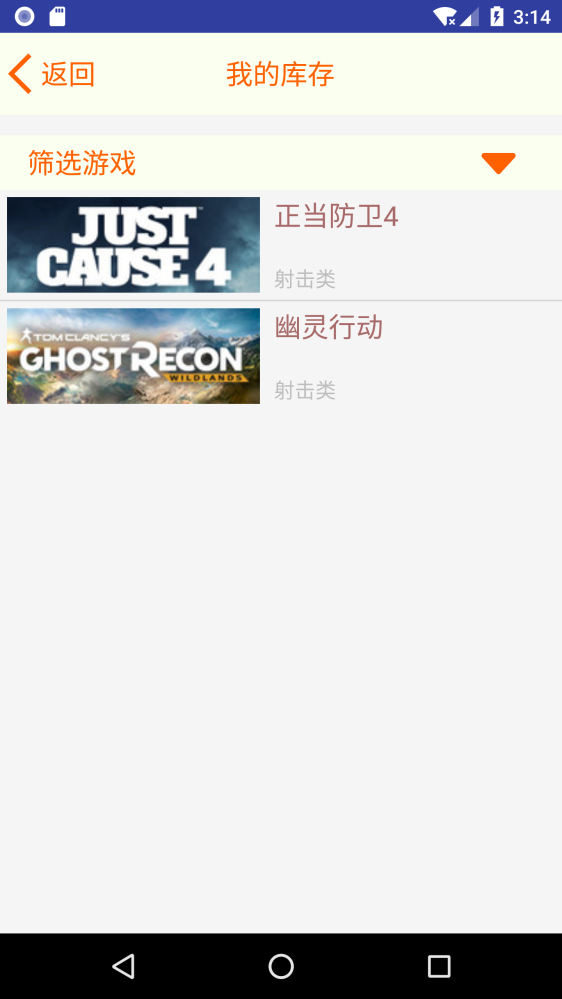 3:14
返回
我的库存
筛选游戏
JUST
CAUSE 4
正当防卫4
射击类
TOM CLANCY'S
GHOST RECON
WILDLANDS
幽灵行动
射击类